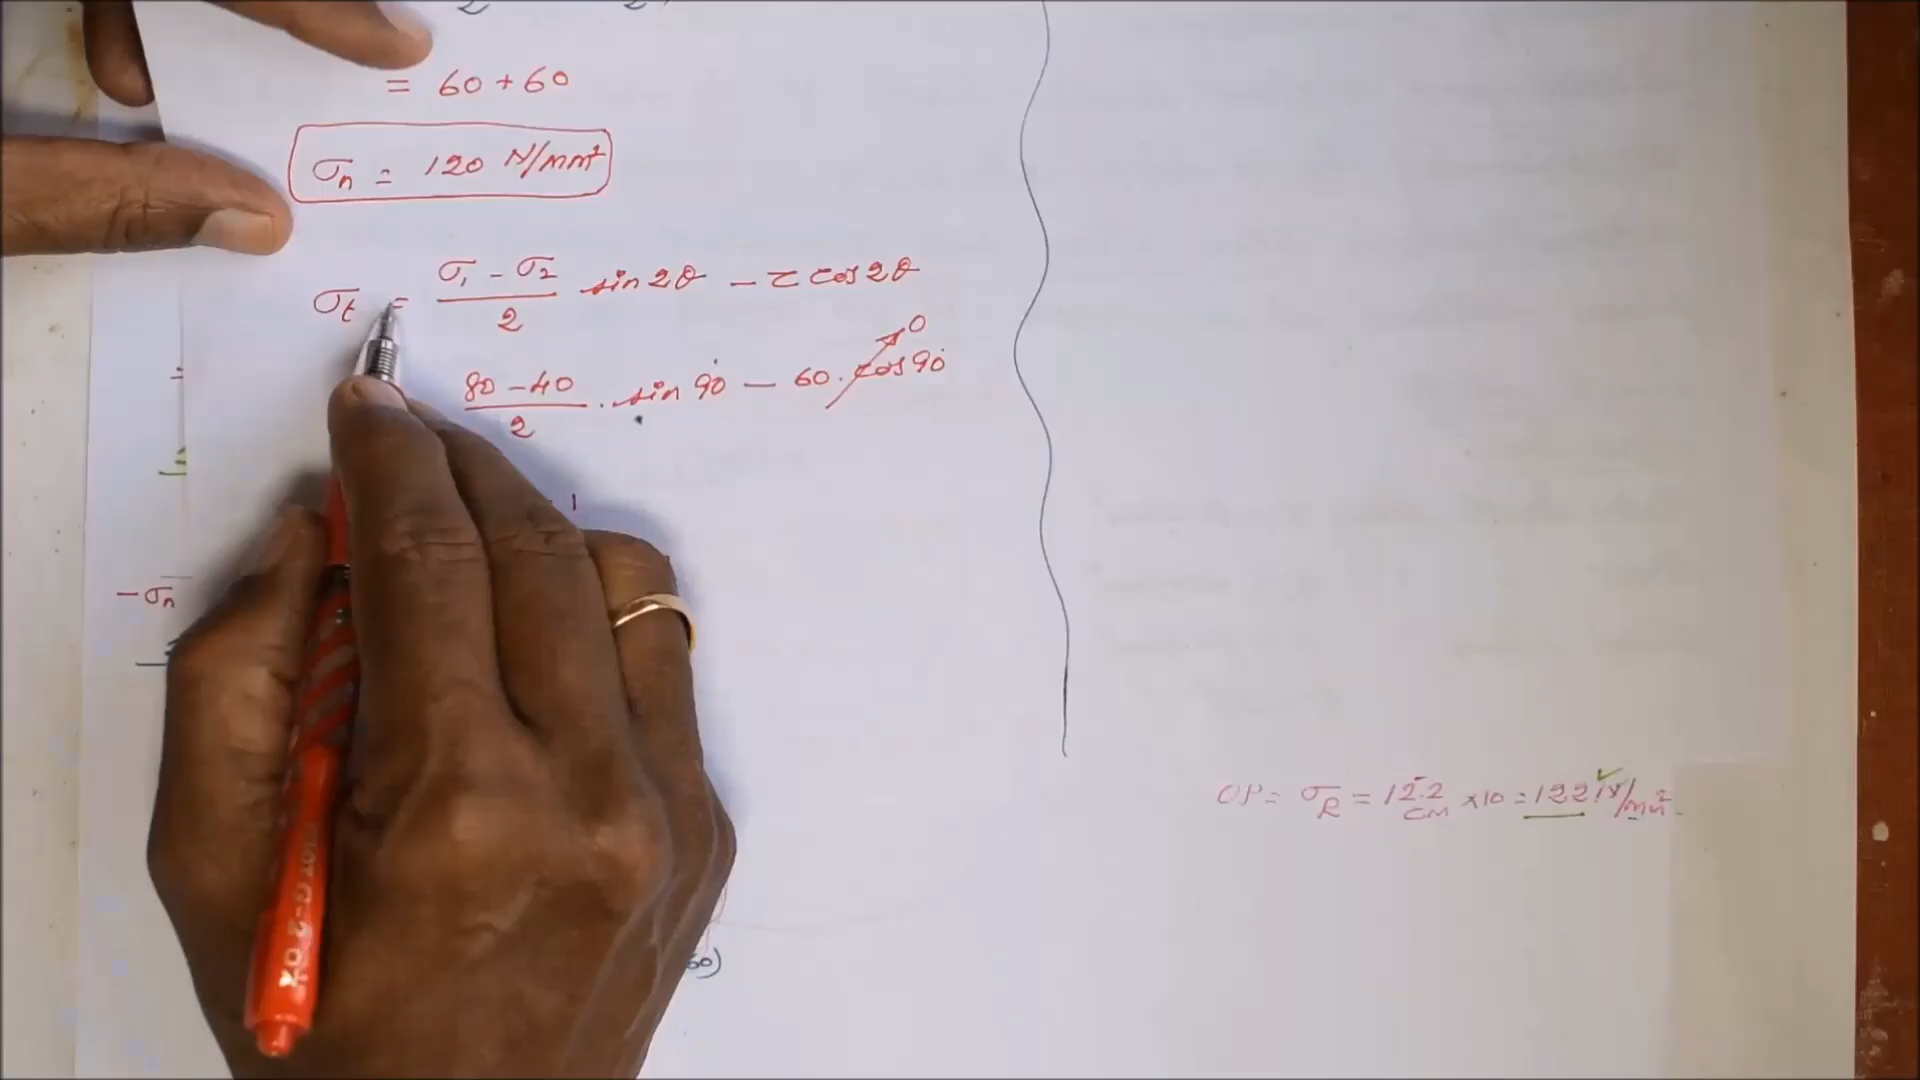 = 60 + 60
σn = 120 N/mm²
σt = σ1 - σ2 / 2 sin 2θ - τ cos 2θ
80 - 40 / 2 . sin 90° - 60 . cos 90° 0
- σn
60)
OP = σR = 12.2 cm × 10 = 122 N/mm².